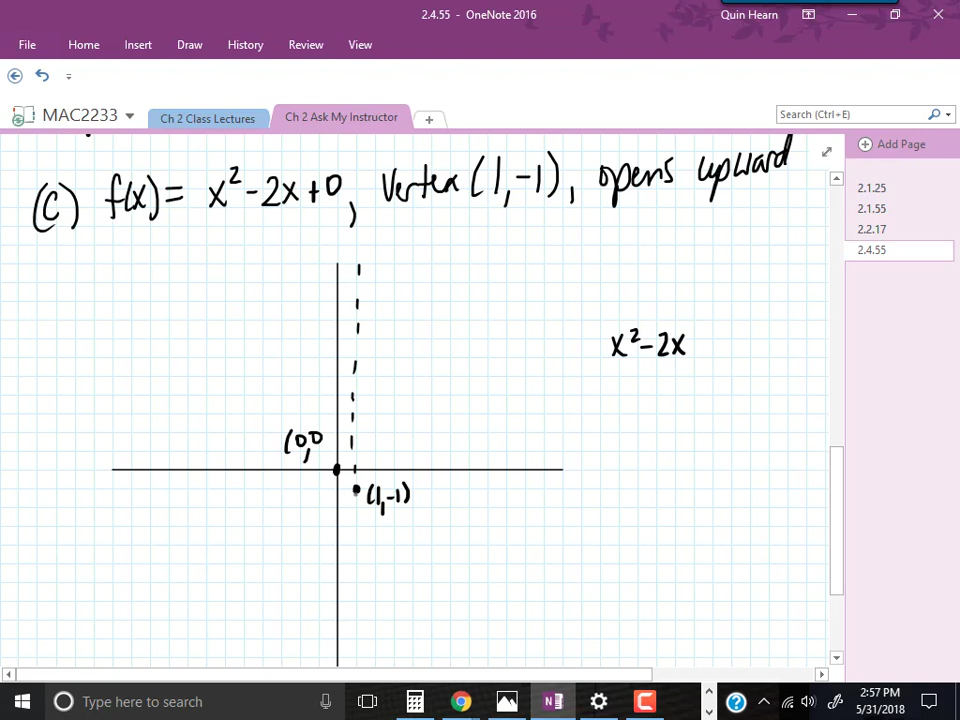 2.4.55 - OneNote 2016
Quin Hearn
File Home Insert Draw History Review View
MAC2233
Ch 2 Class Lectures
Ch 2 Ask My Instructor
Search (Ctrl+E)
Add Page
2.1.25
2.1.55
2.2.17
2.4.55
(c) f(x) = x² - 2x + 0, vertex (1, -1), opens upward
x² - 2x
(0,0
(1,-1)
Type here to search
2:57 PM
5/31/2018